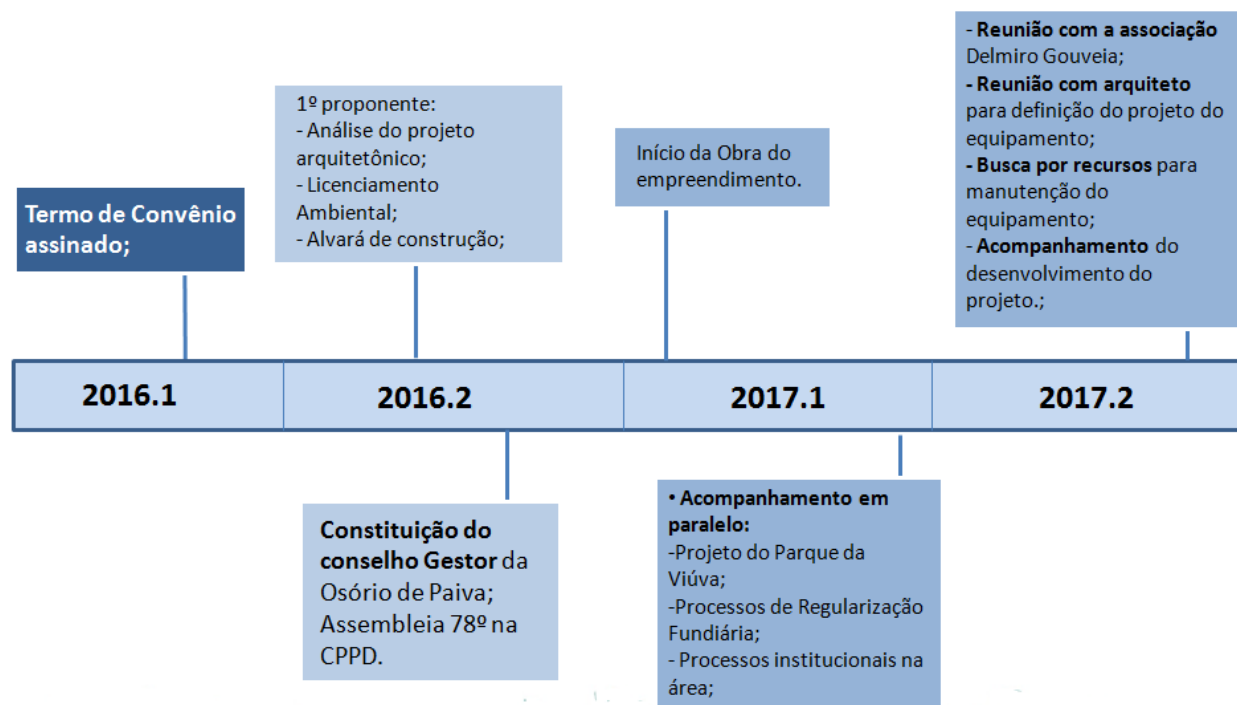 Termo de Convênio
assinado;
1º proponente:
- Análise do projeto
arquitetônico;
- Licenciamento
Ambiental;
- Alvará de construção;
Início da Obra do
empreendimento.
- Reunião com a associação
Delmiro Gouveia;
- Reunião com arquiteto
para definição do projeto do
equipamento;
- Busca por recursos para
manutenção do
equipamento;
- Acompanhamento do
desenvolvimento do
projeto.;
2016.1
2016.2
2017.1
2017.2
Constituição do
conselho Gestor da
Osório de Paiva;
Assembleia 78º na
CPPD.
• Acompanhamento em
paralelo:
-Projeto do Parque da
Viúva;
-Processos de Regularização
Fundiária;
- Processos institucionais na
área;